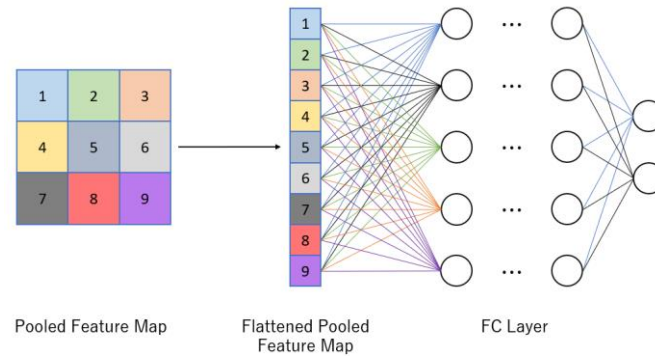 1 2 3
4 5 6
7 8 9
1
2
3
4
5
6
7
8
9
... 
...
...
...
...
Pooled Feature Map
Flattened Pooled
Feature Map
FC Layer